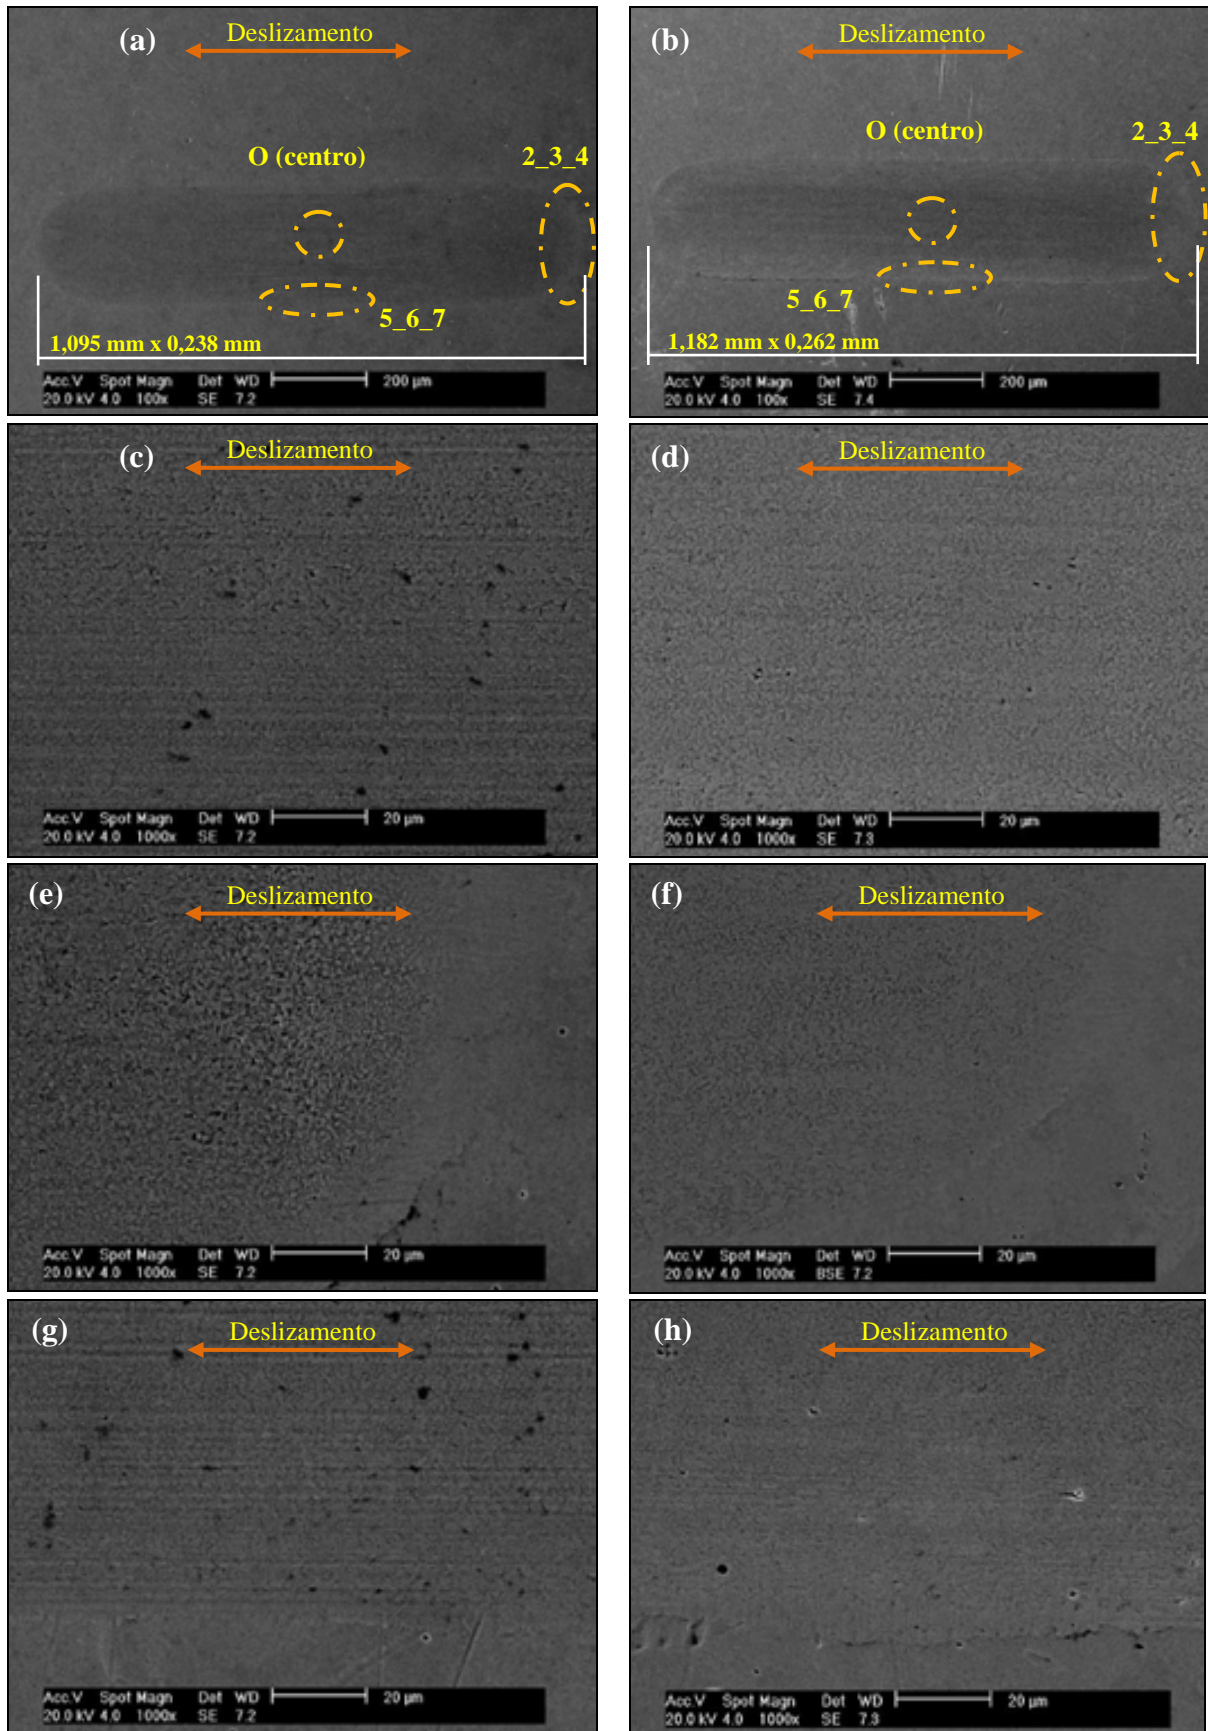 (a)
Deslizamento
O (centro)
2_3_4
5_6_7
1,095 mm x 0,238 mm
Acc.V Spot Magn Det WD 200 µm
20.0 kV 4.0 100x SE 7.2
(b)
Deslizamento
O (centro)
2_3_4
5_6_7
1,182 mm x 0,262 mm
Acc.V Spot Magn Det WD 200 µm
20.0 kV 4.0 100x SE 7.4
(c)
Deslizamento
Acc.V Spot Magn Det WD 20 µm
20.0 kV 4.0 1000x SE 7.2
(d)
Deslizamento
Acc.V Spot Magn Det WD 20 µm
20.0 kV 4.0 1000x SE 7.3
(e)
Deslizamento
Acc.V Spot Magn Det WD 20 µm
20.0 kV 4.0 1000x SE 7.2
(f)
Deslizamento
Acc.V Spot Magn Det WD 20 µm
20.0 kV 4.0 1000x BSE 7.2
(g)
Deslizamento
Acc.V Spot Magn Det WD 20 µm
20.0 kV 4.0 1000x SE 7.2
(h)
Deslizamento
Acc.V Spot Magn Det WD 20 µm
20.0 kV 4.0 1000x SE 7.3